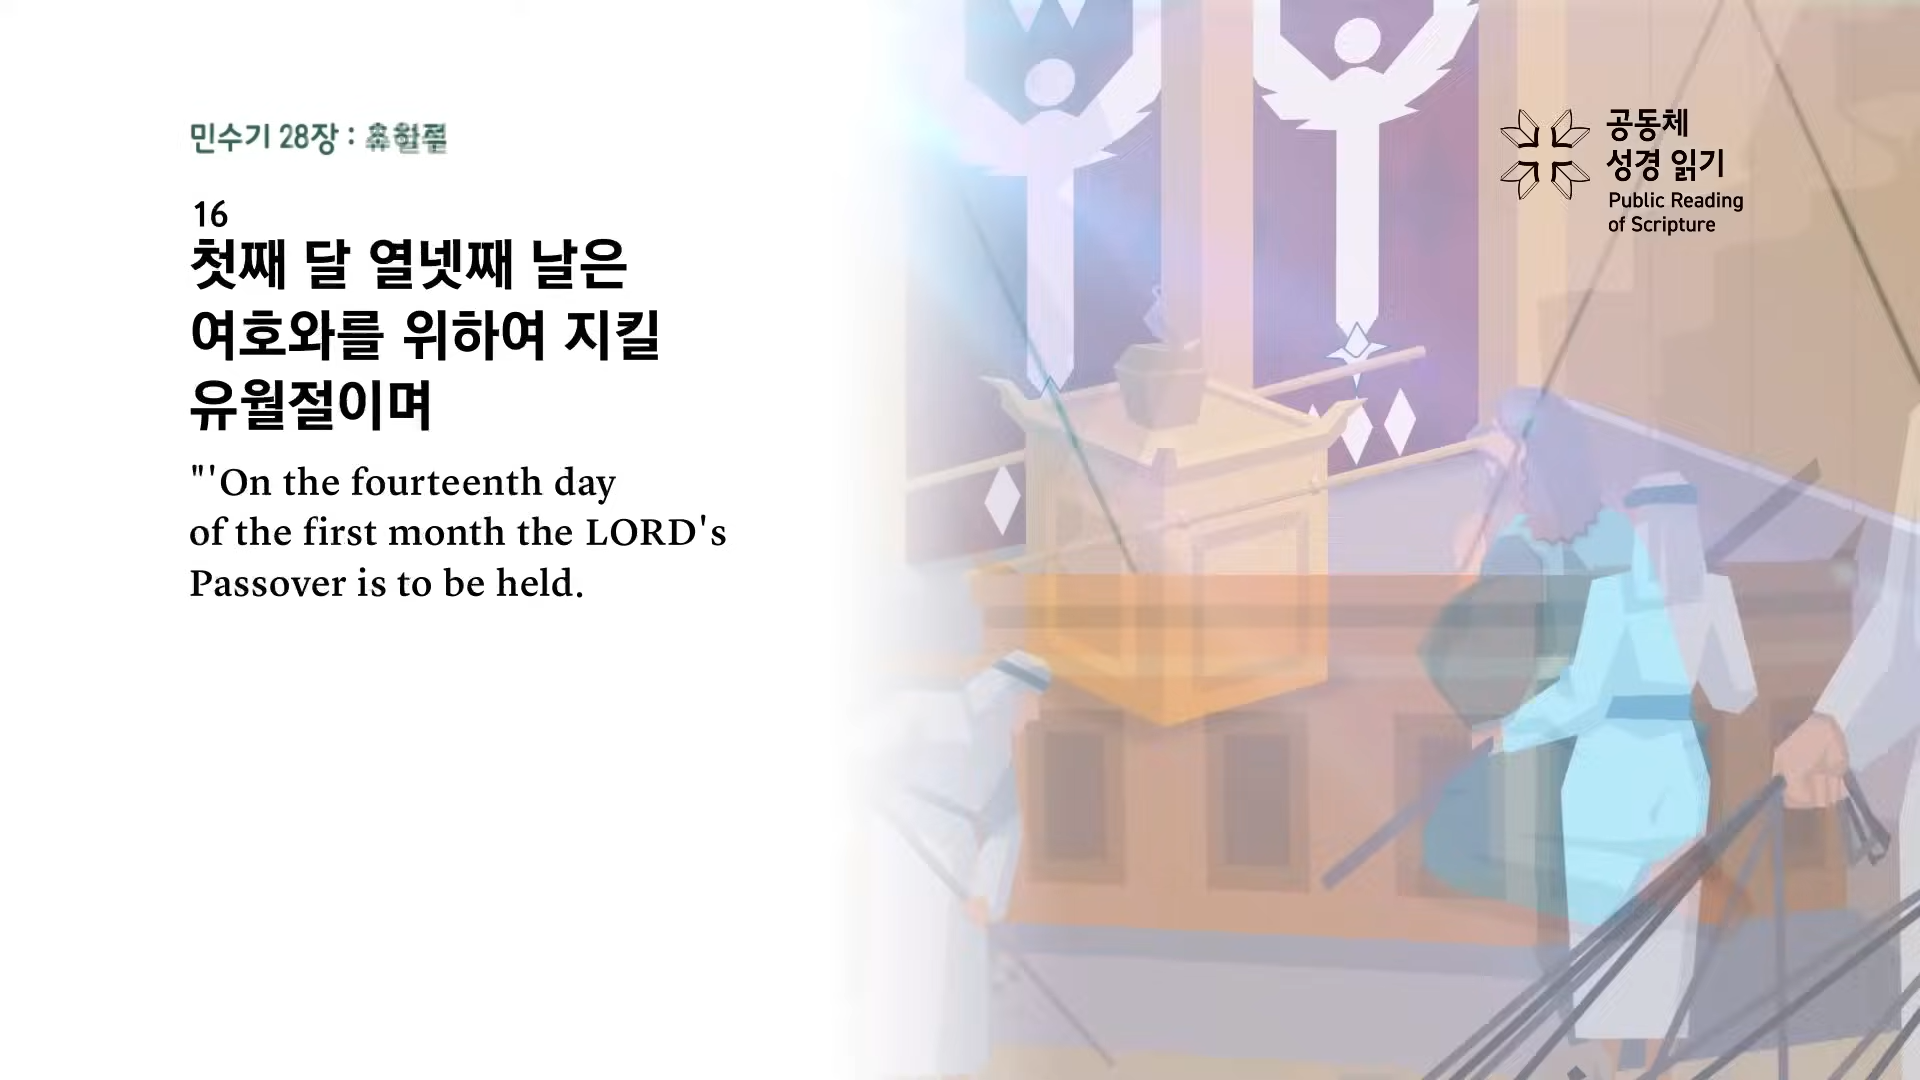 민수기 28장 :
16
첫째 달 열넷째 날은
여호와를 위하여 지킬
유월절이며
"'On the fourteenth day
of the first month the LORD's
Passover is to be held.
공동체
성경 읽기
Public Reading
of Scripture